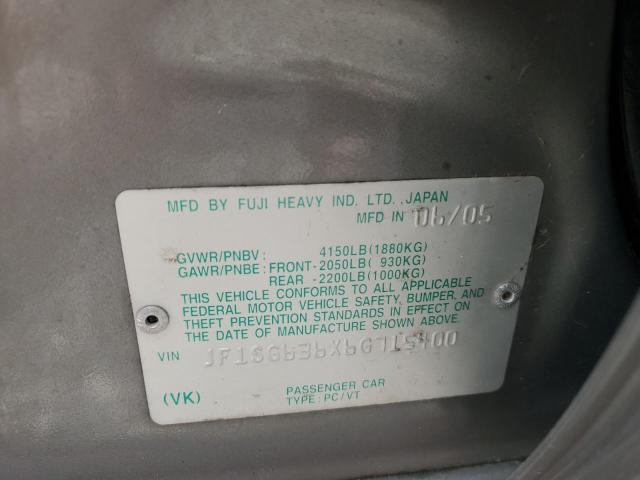 MFD BY FUJI HEAVY IND. LTD., JAPAN
MFD IN 06/05
GVWR/PNBV : 4150LB(1880KG)
GAWR/PNBE : FRONT-2050LB( 930KG)
REAR -2200LB(1000KG)
THIS VEHICLE CONFORMS TO ALL APPLICABLE
FEDERAL MOTOR VEHICLE SAFETY, BUMPER, AND
THEFT PREVENTION STANDARDS IN EFFECT ON
THE DATE OF MANUFACTURE SHOWN ABOVE.
VIN
(VK)
PASSENGER CAR
TYPE: PC/VT